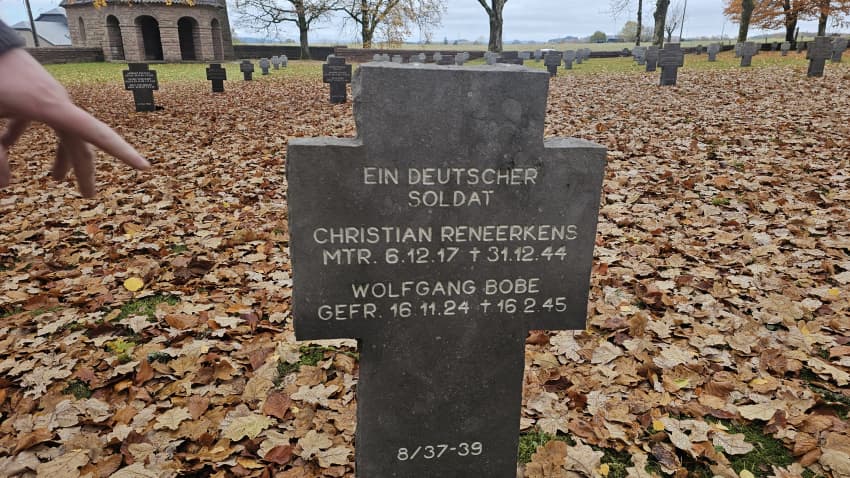 EIN DEUTSCHER
SOLDAT
CHRISTIAN RENEERKENS
MTR. 6.12.17 † 31.12.44
WOLFGANG BOBE
GEFR. 16.11.24 † 16.2.45
8/37-39